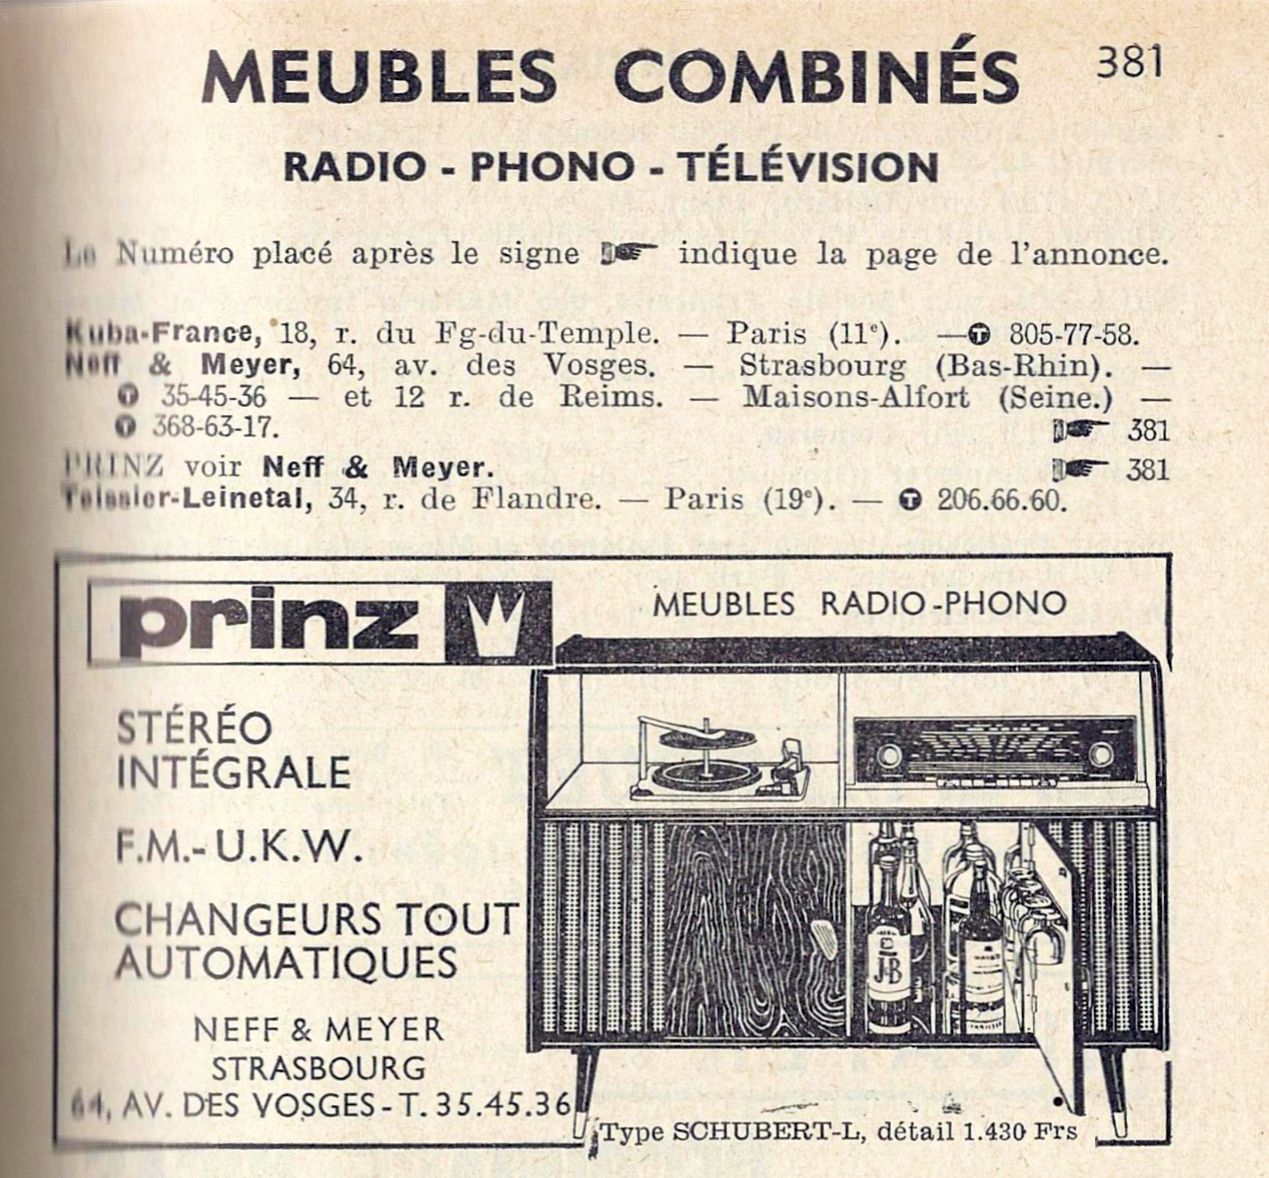 MEUBLES COMBINÉS 381
RADIO - PHONO - TÉLÉVISION
Le Numéro placé après le signe ☛ indique la page de l'annonce.
Kuba-France, 18, r. du Fg-du-Temple. — Paris (11e). — T 805-77-58.
Neff & Meyer, 64, av. des Vosges. — Strasbourg (Bas-Rhin). —
T 35-45-36 — et 12 r. de Reims. — Maisons-Alfort (Seine.) —
T 368-63-17. ☛ 381
PRINZ voir Neff & Meyer. ☛ 381
Teissier-Leinetal, 34, r. de Flandre. — Paris (19e). — T 206.66.60.
prinz
MEUBLES RADIO-PHONO
STÉRÉO
INTÉGRALE
F.M.- U.K.W.
CHANGEURS TOUT
AUTOMATIQUES
J&B
NEFF & MEYER
STRASBOURG
64, AV. DES VOSGES - T. 35.45.36
Type SCHUBERT-L, détail 1.430 Frs